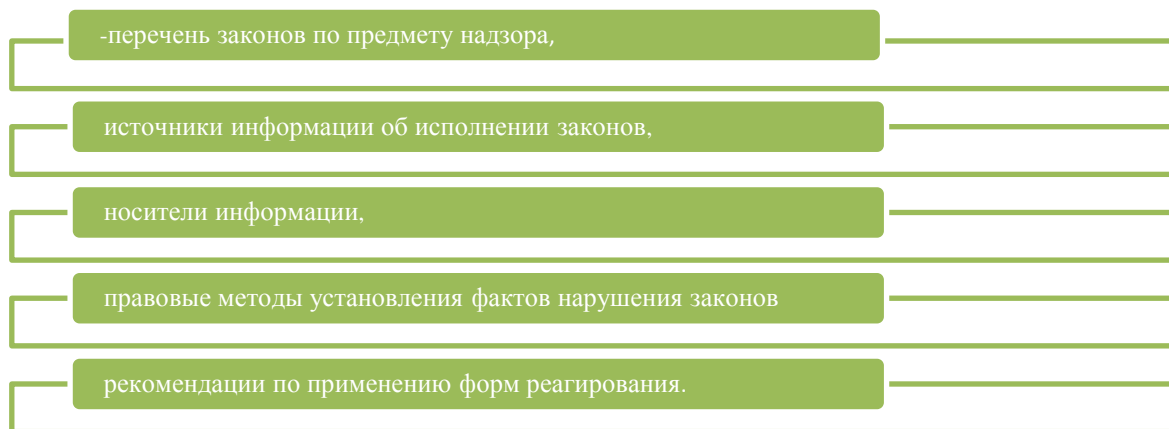 -перечень законов по предмету надзора,
источники информации об исполнении законов,
носители информации,
правовые методы установления фактов нарушения законов
рекомендации по применению форм реагирования.